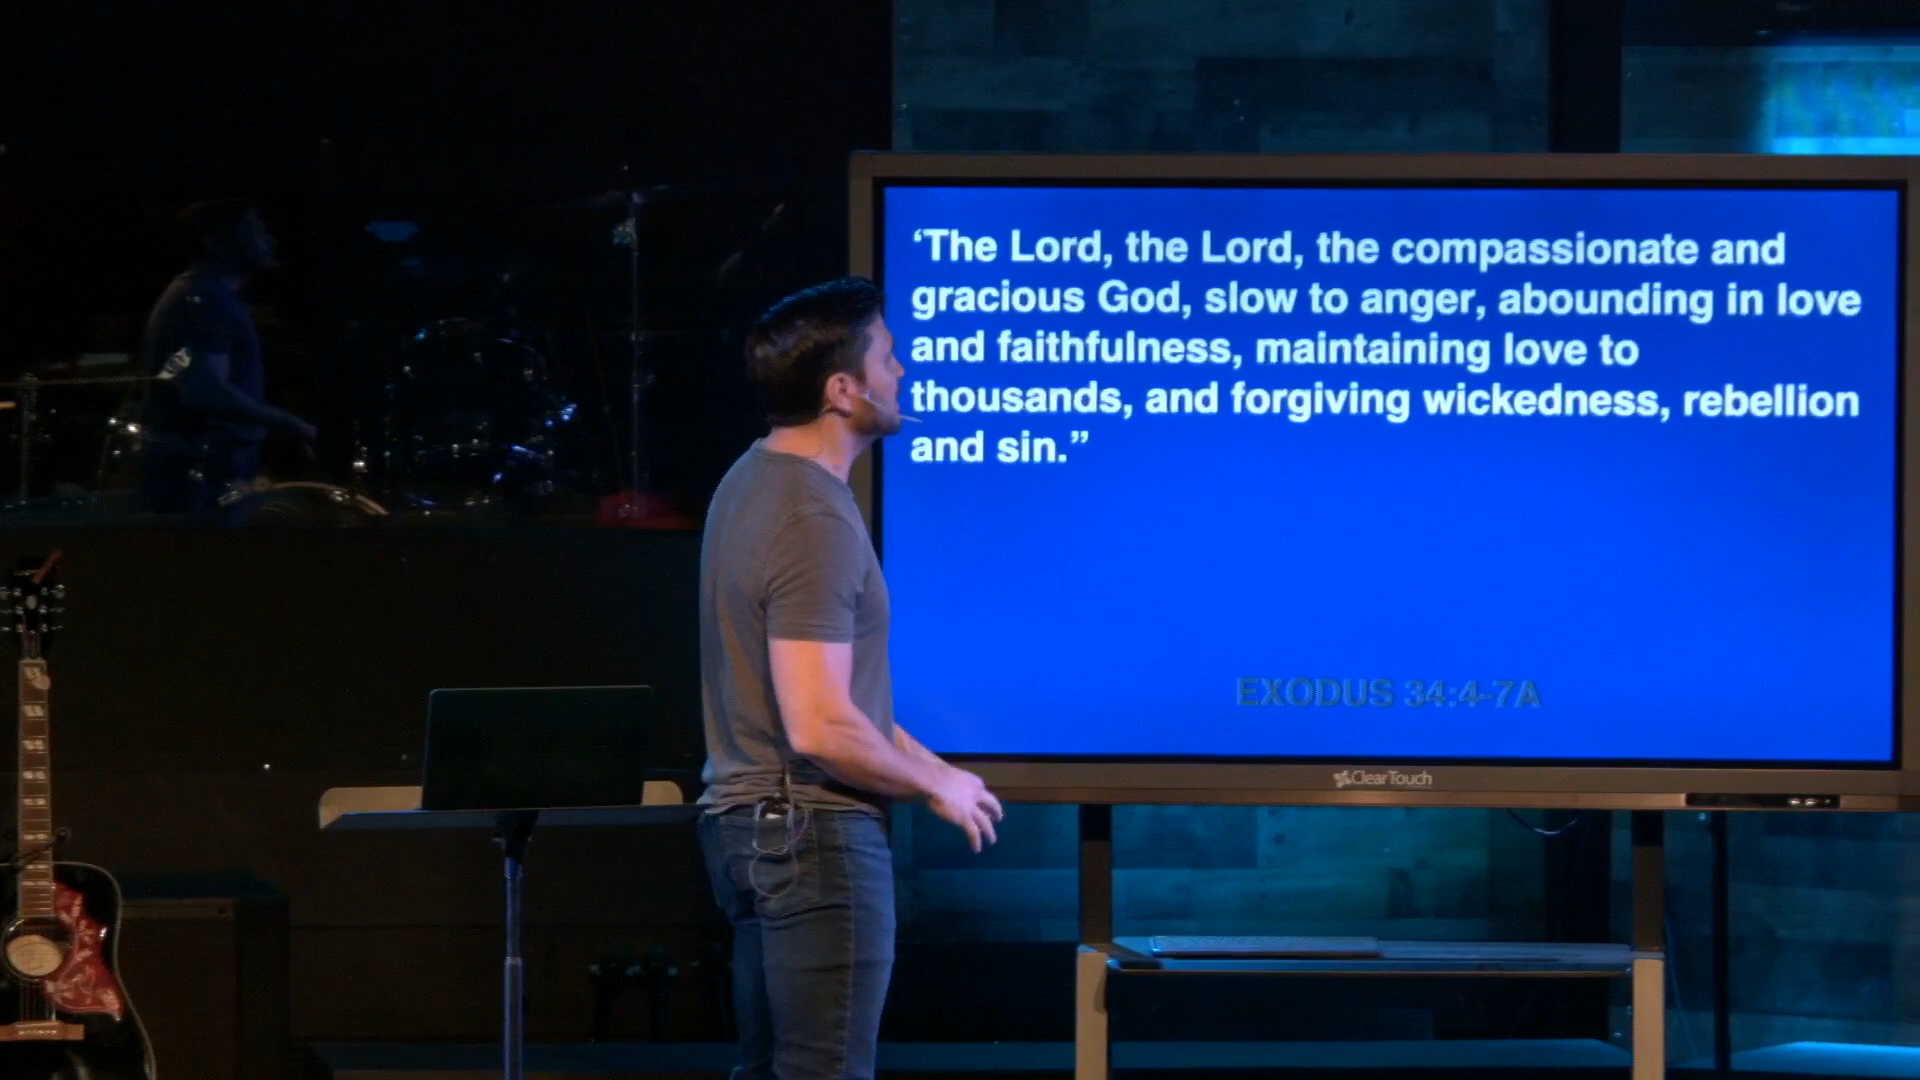 ‘The Lord, the Lord, the compassionate and
gracious God, slow to anger, abounding in love
and faithfulness, maintaining love to
thousands, and forgiving wickedness, rebellion
and sin.”
EXODUS 34:4-7A
ClearTouch